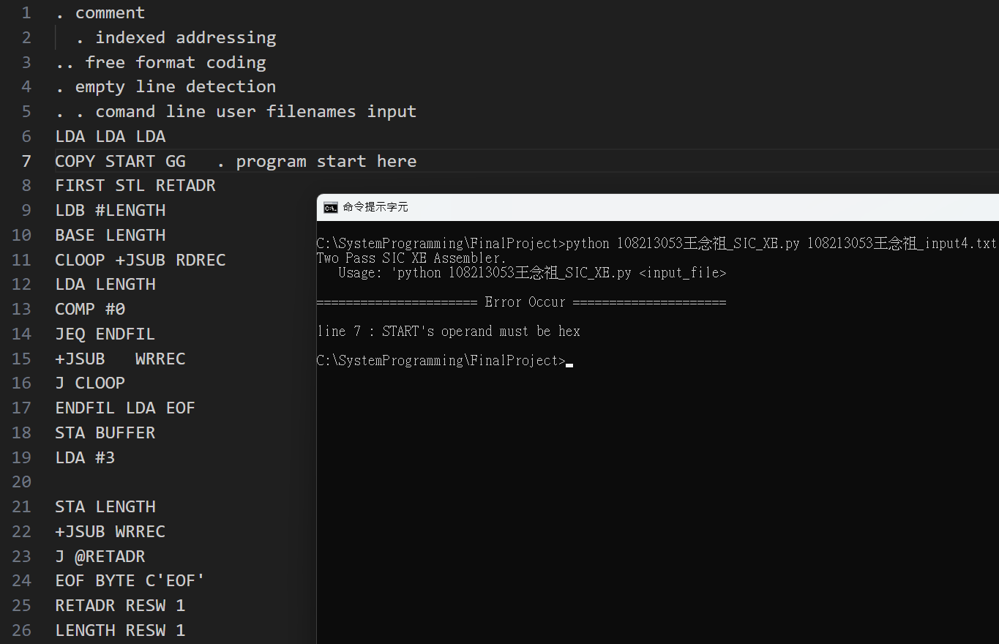 1 . comment
2 . indexed addressing
3 .. free format coding
4 . empty line detection
5 . . comand line user filenames input
6 LDA LDA LDA
7 COPY START GG   . program start here
8 FIRST STL RETADR
9 LDB #LENGTH
10 BASE LENGTH
11 CLOOP +JSUB RDREC
12 LDA LENGTH
13 COMP #0
14 JEQ ENDFIL
15 +JSUB   WRREC
16 J CLOOP
17 ENDFIL LDA EOF
18 STA BUFFER
19 LDA #3
20
21 STA LENGTH
22 +JSUB WRREC
23 J @RETADR
24 EOF BYTE C'EOF'
25 RETADR RESW 1
26 LENGTH RESW 1
命令提示字元
C:\SystemProgramming\FinalProject>python 108213053王念祖_SIC_XE.py 108213053王念祖_input4.txt
Two Pass SIC XE Assembler.
Usage: 'python 108213053王念祖_SIC_XE.py <input_file>
====================== Error Occur =====================
line 7 : START's operand must be hex
C:\SystemProgramming\FinalProject>